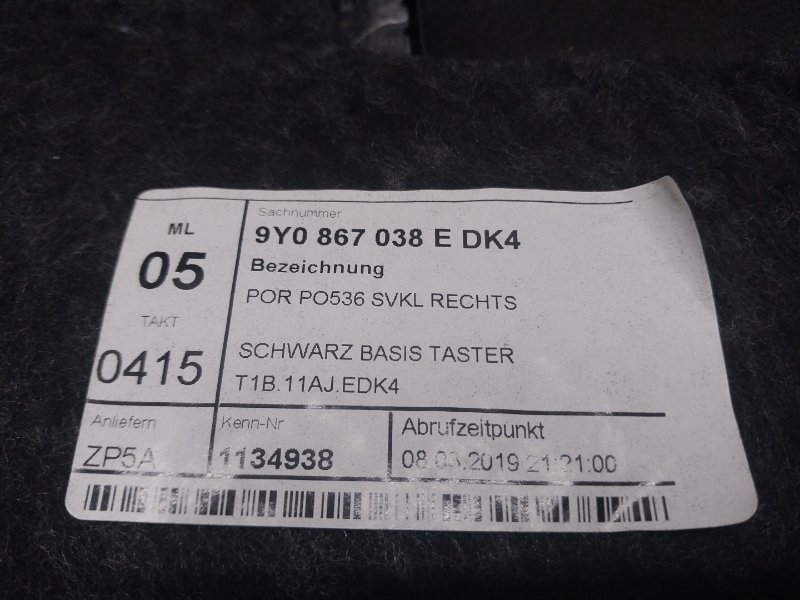 ML
05
TAKT
0415
Sachnummer
9Y0 867 038 E DK4
Bezeichnung
POR PO536 SVKL RECHTS
SCHWARZ BASIS TASTER
T1B.11AJ.EDK4
Anliefern
ZP5A
Kenn-Nr
1134938
Abrufzeitpunkt
08.03.2019 21:21:00